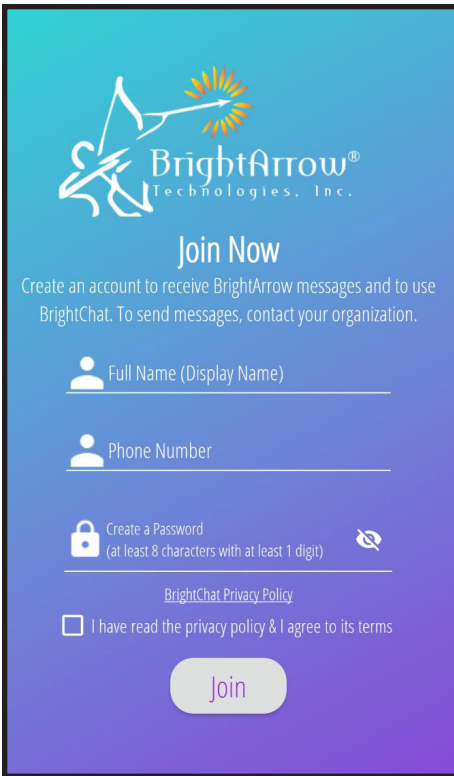 BrightArrow®
Technologies, Inc.
Join Now
Create an account to receive BrightArrow messages and to use
BrightChat. To send messages, contact your organization.
Full Name (Display Name)
Phone Number
Create a Password
(at least 8 characters with at least 1 digit)
BrightChat Privacy Policy
I have read the privacy policy & I agree to its terms
Join